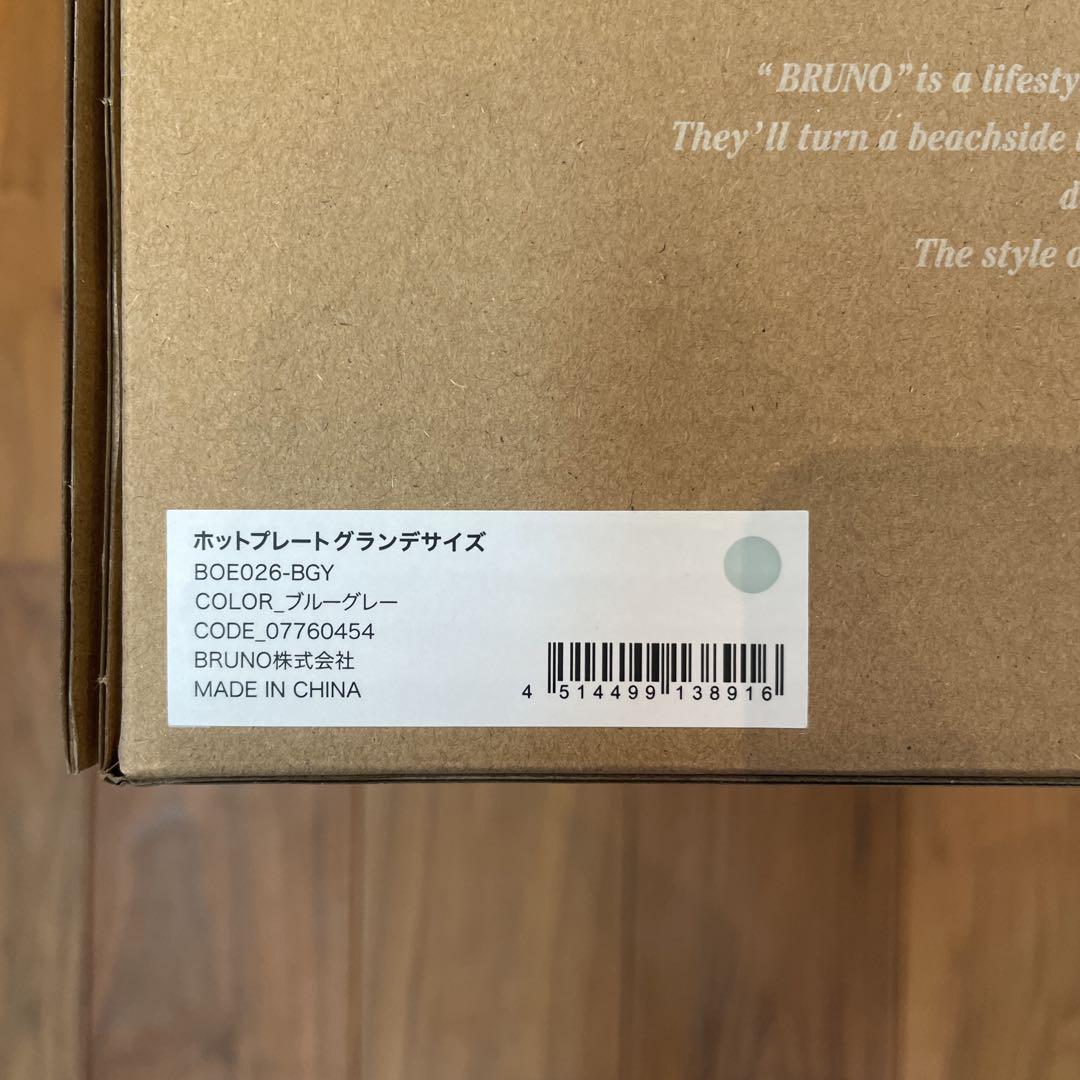 “BRUNO” is a lifesty
They’ll turn a beachside
d
The style o
ホットプレートグランデサイズ
BOE026-BGY
COLOR_ブルーグレー
CODE_07760454
BRUNO株式会社
MADE IN CHINA
4 514499 138916